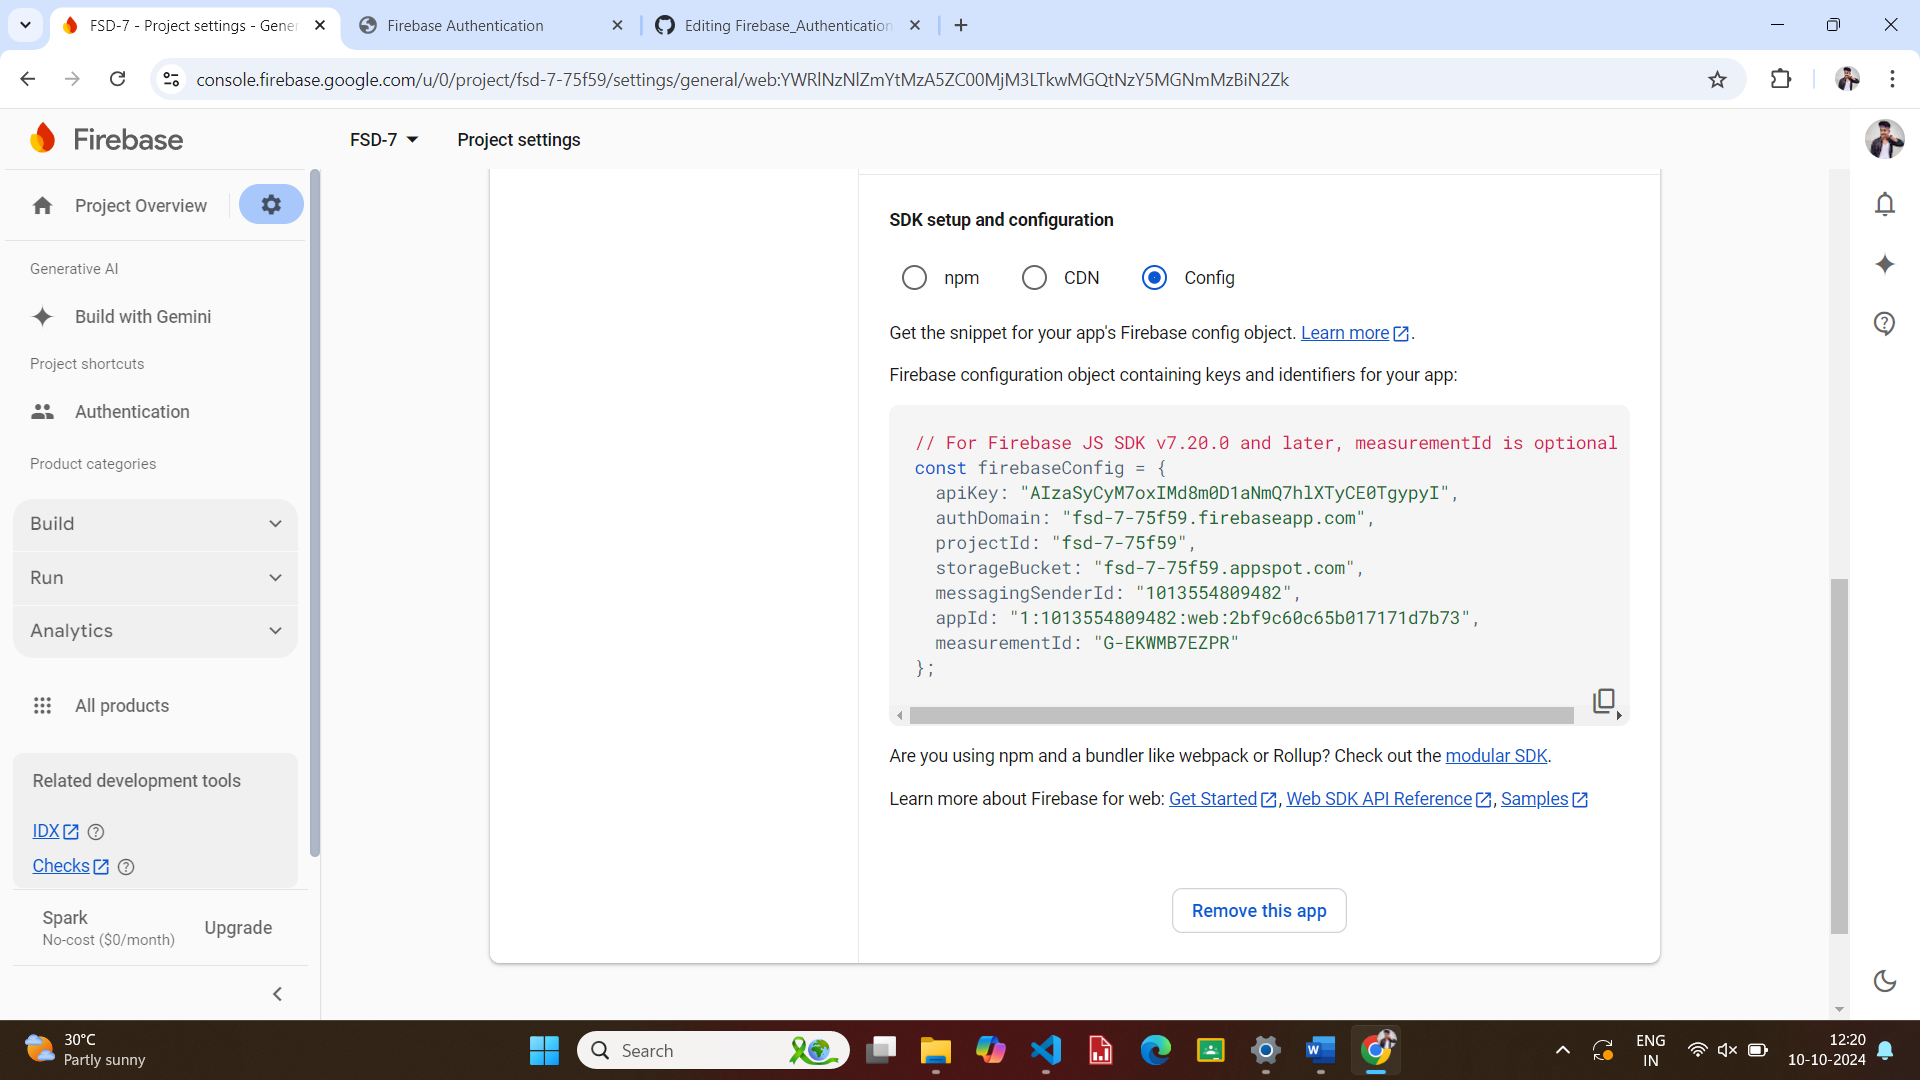 FSD-7 - Project settings - Gener
Firebase Authentication
Editing Firebase_Authentication
console.firebase.google.com/u/0/project/fsd-7-75f59/settings/general/web:YWRlNzNlZmYtMzA5ZC00MjM3LTkwMGQtNzY5MGNmMzBiN2Zk
Firebase
FSD-7
Project settings
Project Overview
Generative AI
Build with Gemini
Project shortcuts
Authentication
Product categories
Build
Run
Analytics
All products
Related development tools
IDX
Checks
Spark
No-cost ($0/month)
Upgrade
SDK setup and configuration
npm
CDN
Config
Get the snippet for your app's Firebase config object. Learn more.
Firebase configuration object containing keys and identifiers for your app:
// For Firebase JS SDK v7.20.0 and later, measurementId is optional
const firebaseConfig = {
apiKey: "AIzaSyCyM7oxIMd8m0D1aNmQ7hlXTyCE0TgypyI",
authDomain: "fsd-7-75f59.firebaseapp.com",
projectId: "fsd-7-75f59",
storageBucket: "fsd-7-75f59.appspot.com",
messagingSenderId: "1013554809482",
appId: "1:1013554809482:web:2bf9c60c65b017171d7b73",
measurementId: "G-EKWMB7EZPR"
};
Are you using npm and a bundler like webpack or Rollup? Check out the modular SDK.
Learn more about Firebase for web: Get Started, Web SDK API Reference, Samples
Remove this app
30°C
Partly sunny
Search
ENG
IN
12:20
10-10-2024